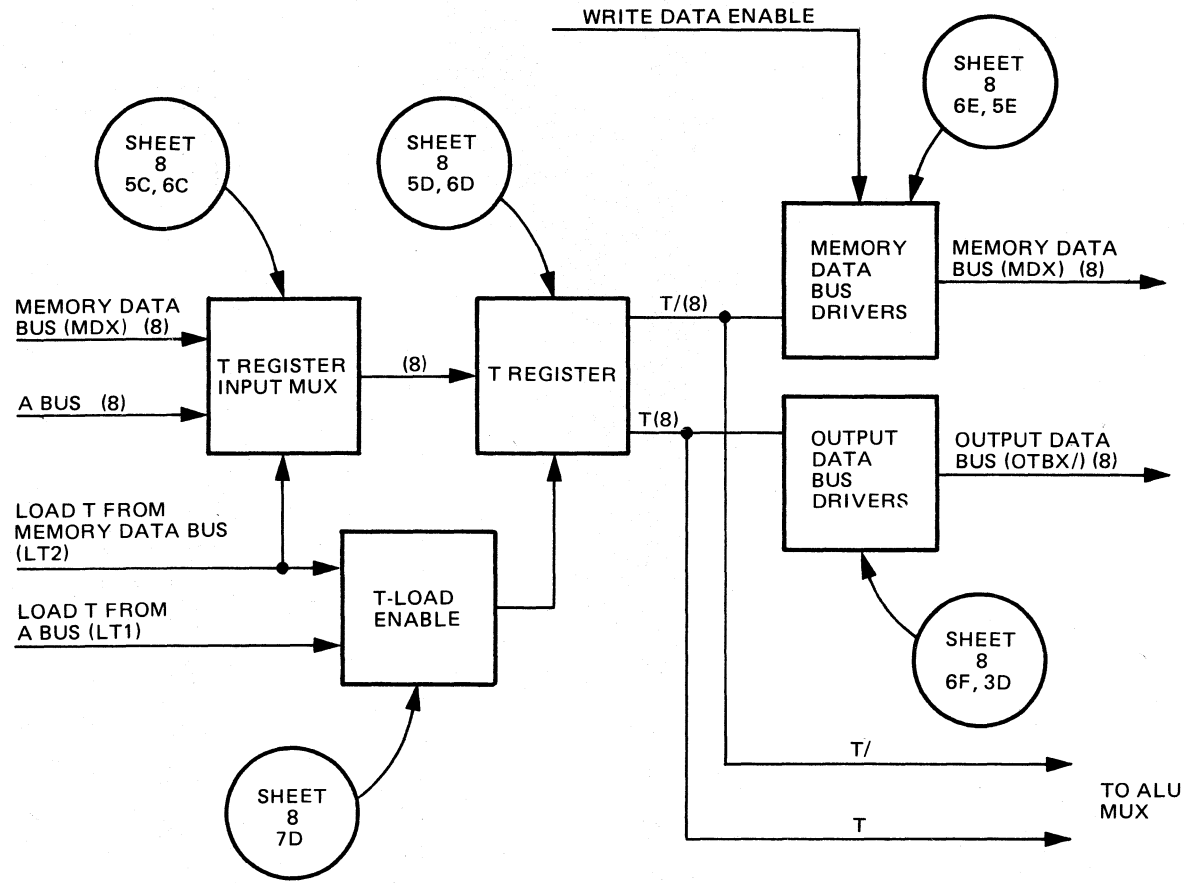 WRITE DATA ENABLE
SHEET
8
6E, 5E
SHEET
8
5C, 6C
SHEET
8
5D, 6D
MEMORY DATA
BUS (MDX) (8)
A BUS (8)
T REGISTER
INPUT MUX
(8)
T REGISTER
T/(8)
T(8)
MEMORY
DATA
BUS
DRIVERS
MEMORY DATA
BUS (MDX) (8)
OUTPUT
DATA
BUS
DRIVERS
OUTPUT DATA
BUS (OTBX/) (8)
LOAD T FROM
MEMORY DATA BUS
(LT2)
LOAD T FROM
A BUS (LT1)
T-LOAD
ENABLE
SHEET
8
6F, 3D
SHEET
8
7D
T/
T
TO ALU
MUX